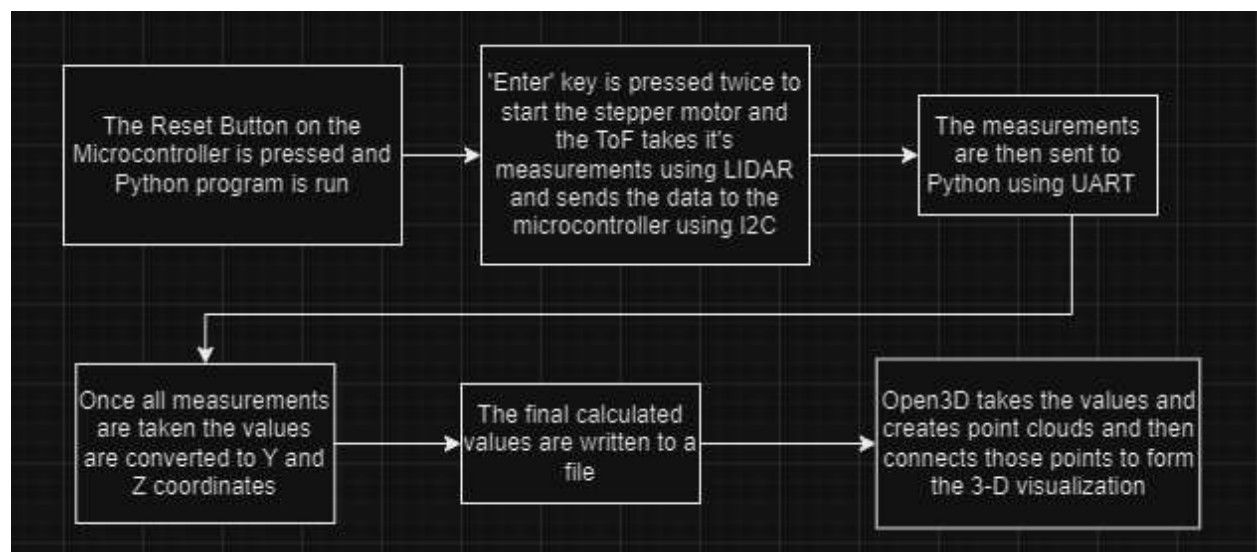 The Reset Button on the
Microcontroller is pressed and
Python program is run
'Enter' key is pressed twice to
start the stepper motor and
the ToF takes it's
measurements using LIDAR
and sends the data to the
microcontroller using I2C
The measurements
are then sent to
Python using UART
Once all measurements
are taken the values
are converted to Y and
Z coordinates
The final calculated
values are written to a
file
Open3D takes the values and
creates point clouds and then
connects those points to form
the 3-D visualization